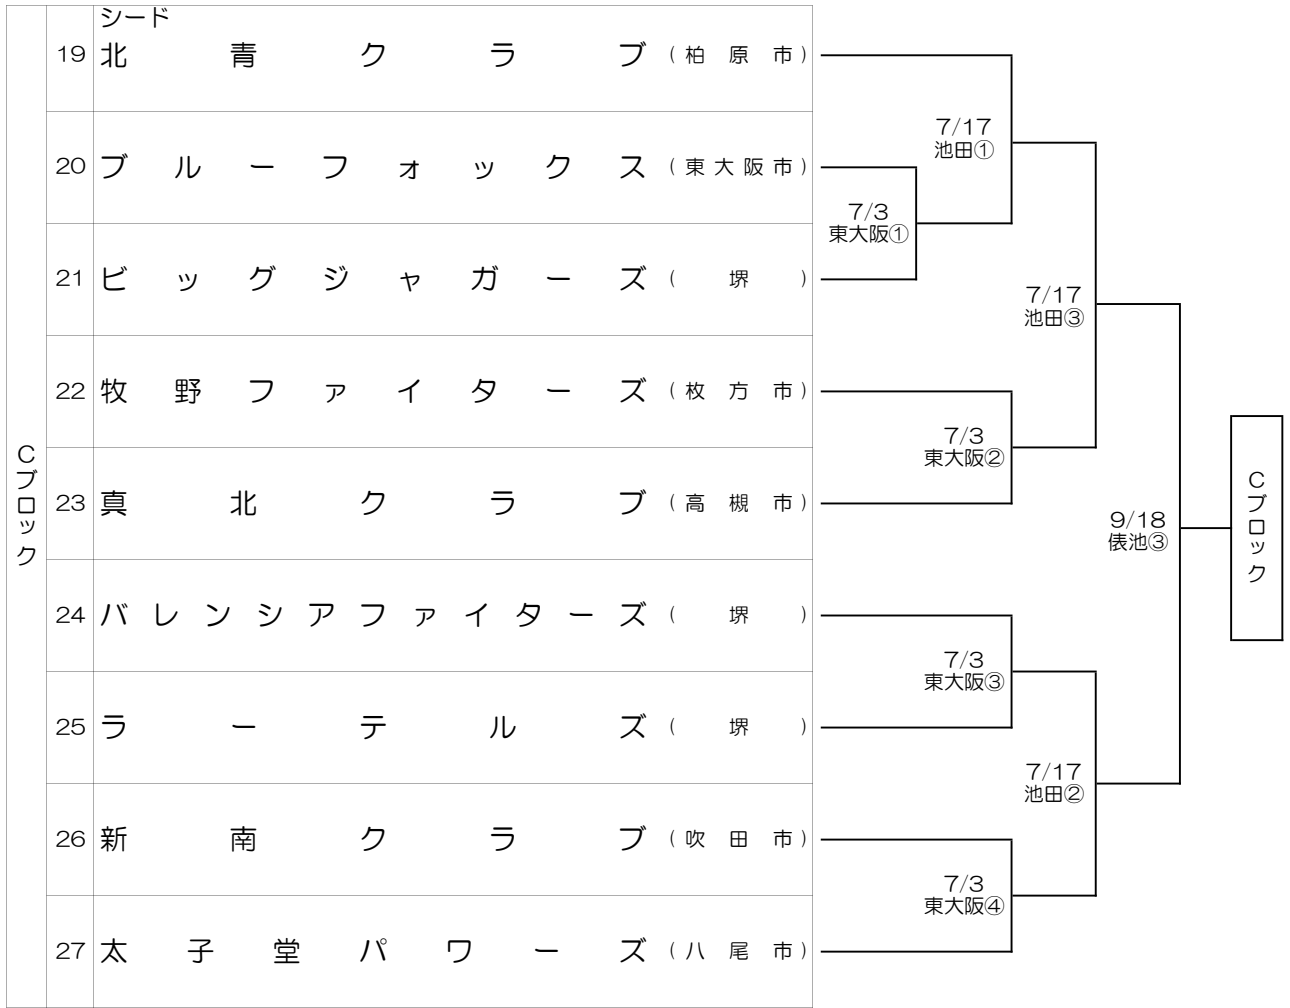 Cブロック
シード
19 北青クラブ (柏原市)
20 ブルーフォックス (東大阪市)
21 ビッグジャガーズ (堺)
22 牧野ファイターズ (枚方市)
23 真北クラブ (高槻市)
24 バレンシアファイターズ (堺)
25 ラーテルズ (堺)
26 新南クラブ (吹田市)
27 太子堂パワーズ (八尾市)
7/17
池田①
7/3
東大阪①
7/17
池田③
7/3
東大阪②
9/18
俵池③
7/3
東大阪③
7/17
池田②
7/3
東大阪④
Cブロック